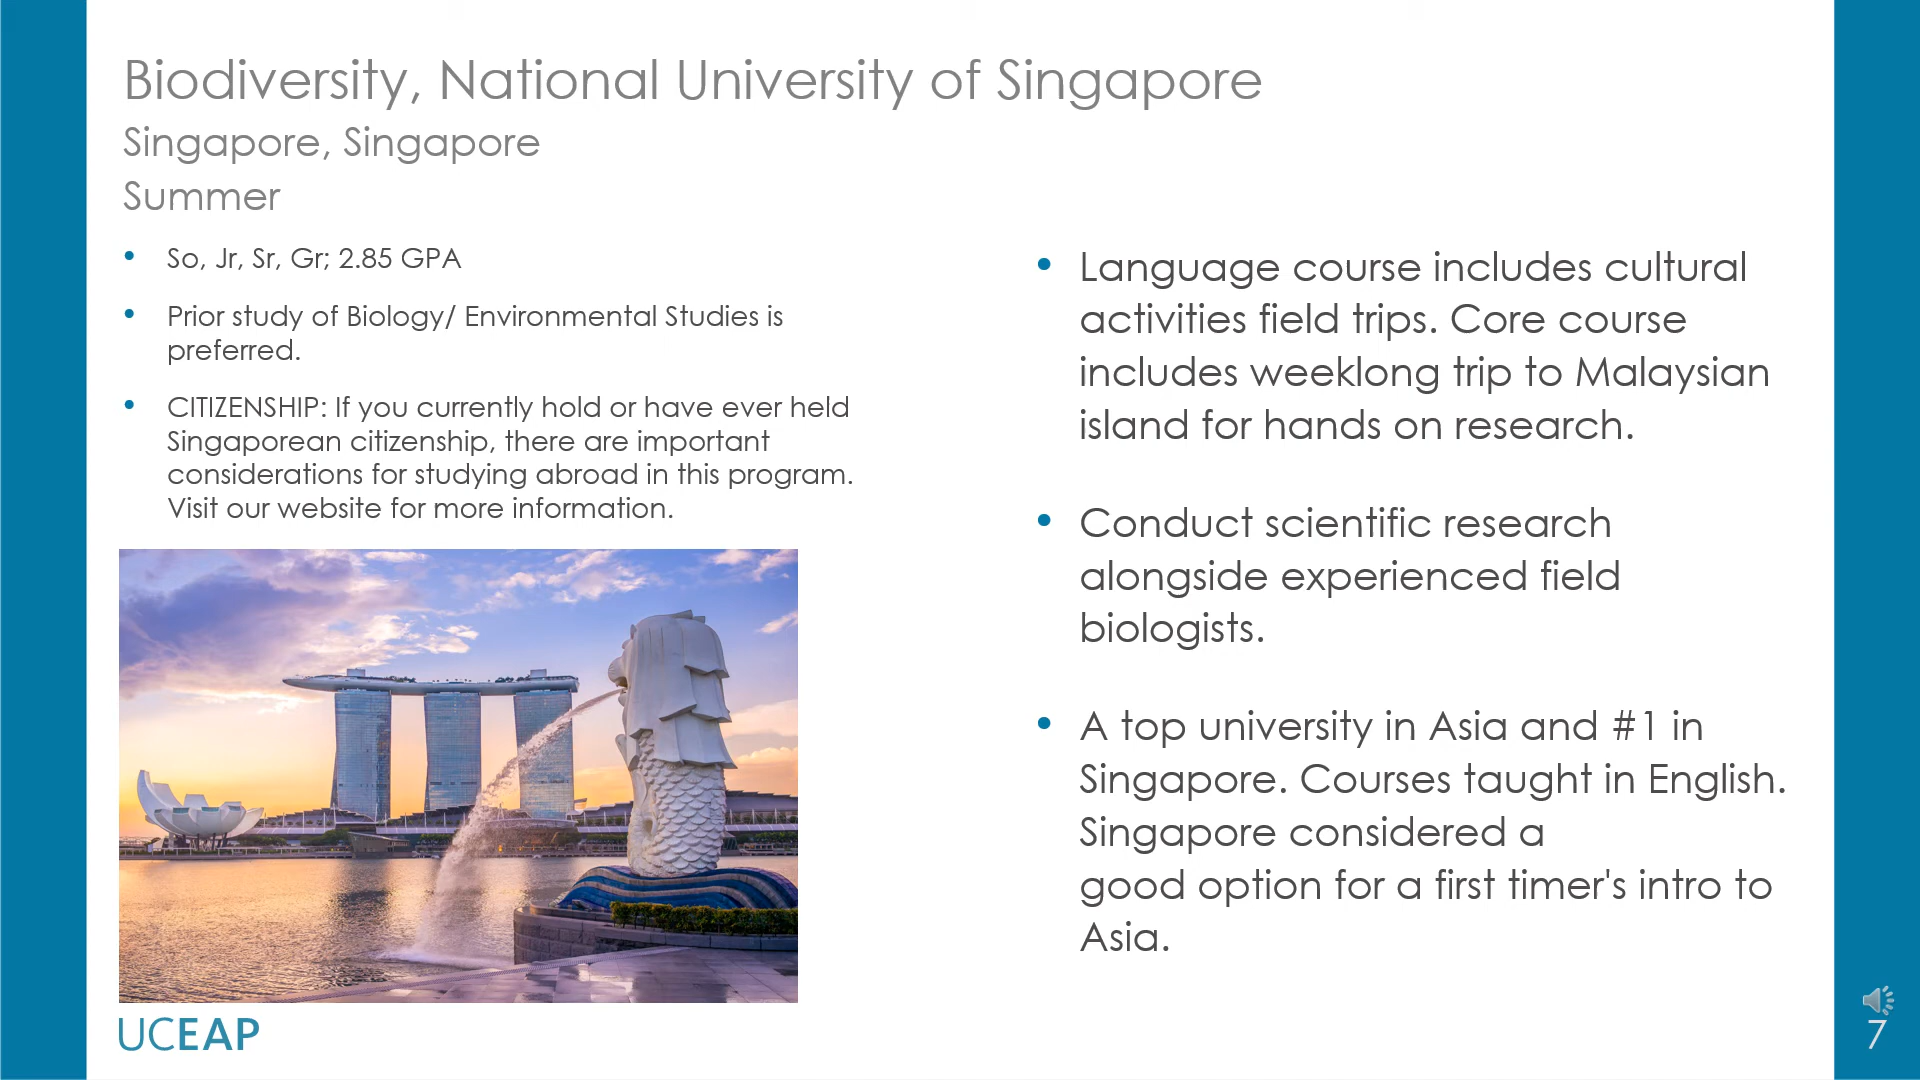 Biodiversity, National University of Singapore
Singapore, Singapore
Summer
• So, Jr, Sr, Gr; 2.85 GPA
• Prior study of Biology/ Environmental Studies is
preferred.
• CITIZENSHIP: If you currently hold or have ever held
Singaporean citizenship, there are important
considerations for studying abroad in this program.
Visit our website for more information.
• Language course includes cultural
activities field trips. Core course
includes weeklong trip to Malaysian
island for hands on research.
• Conduct scientific research
alongside experienced field
biologists.
• A top university in Asia and #1 in
Singapore. Courses taught in English.
Singapore considered a
good option for a first timer's intro to
Asia.
UCEAP
7